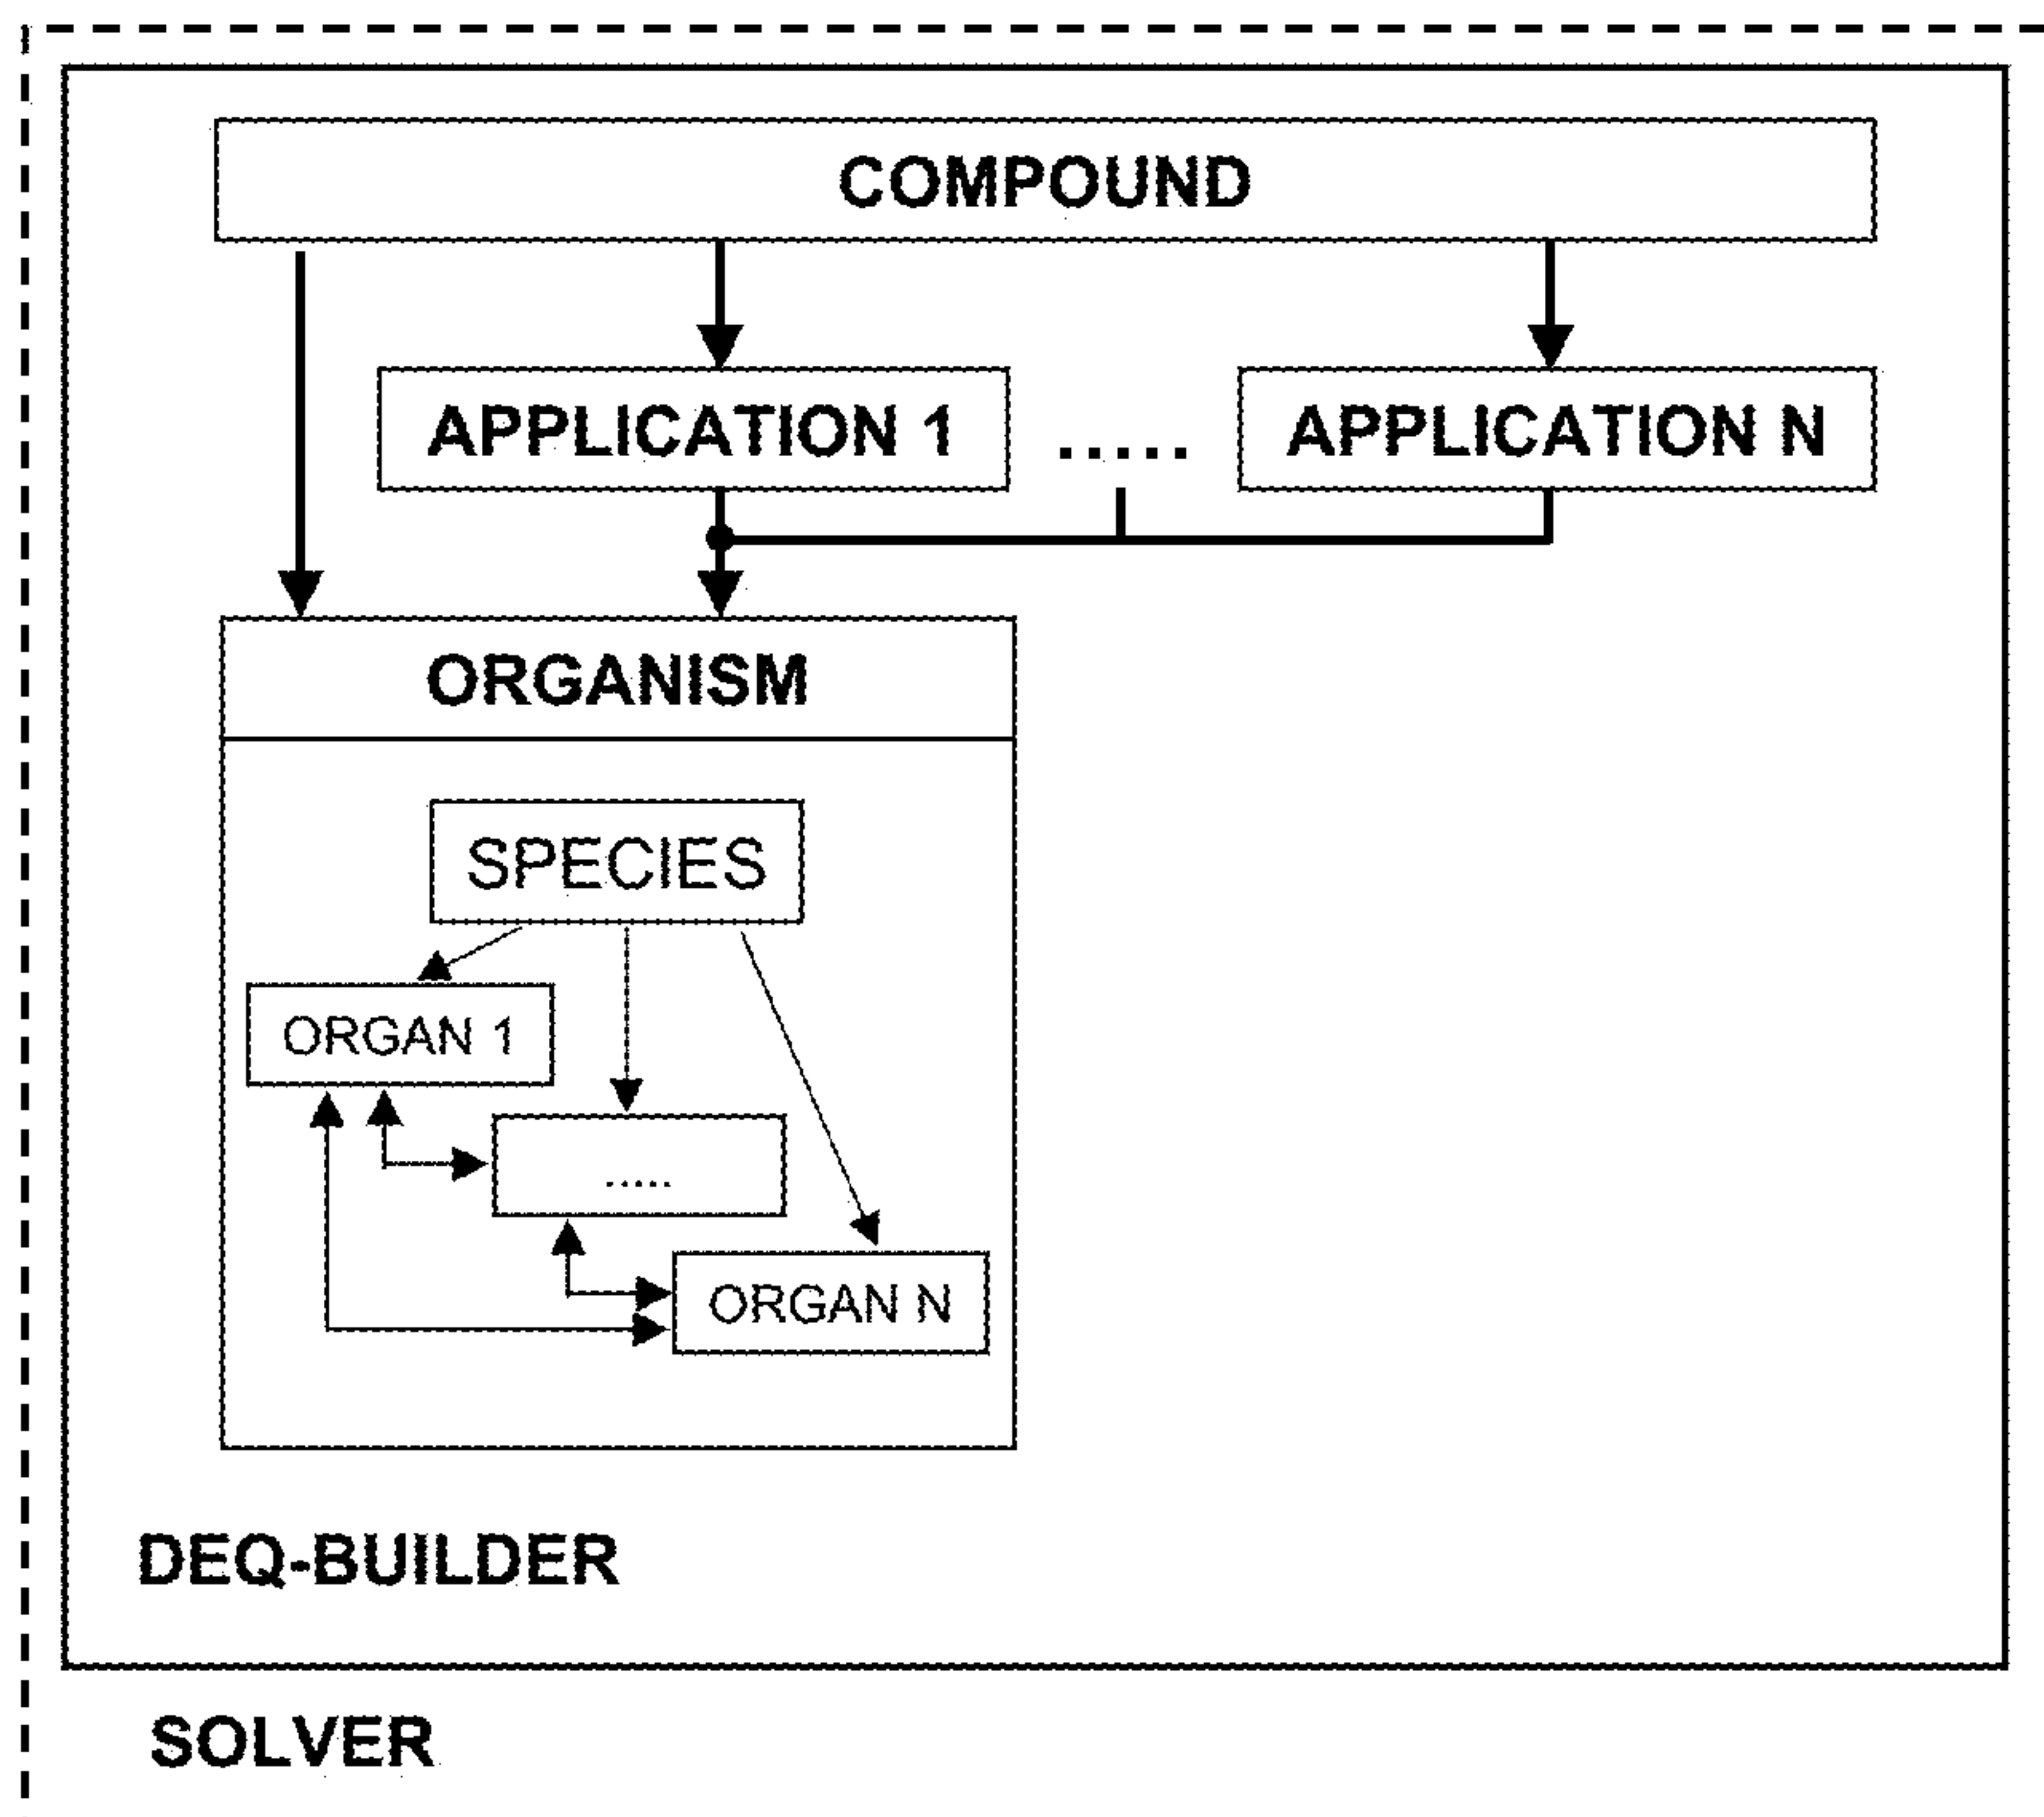 COMPOUND
APPLICATION 1 ..... APPLICATION N
ORGANISM
SPECIES
ORGAN 1
.....
ORGAN N
DEQ-BUILDER
SOLVER